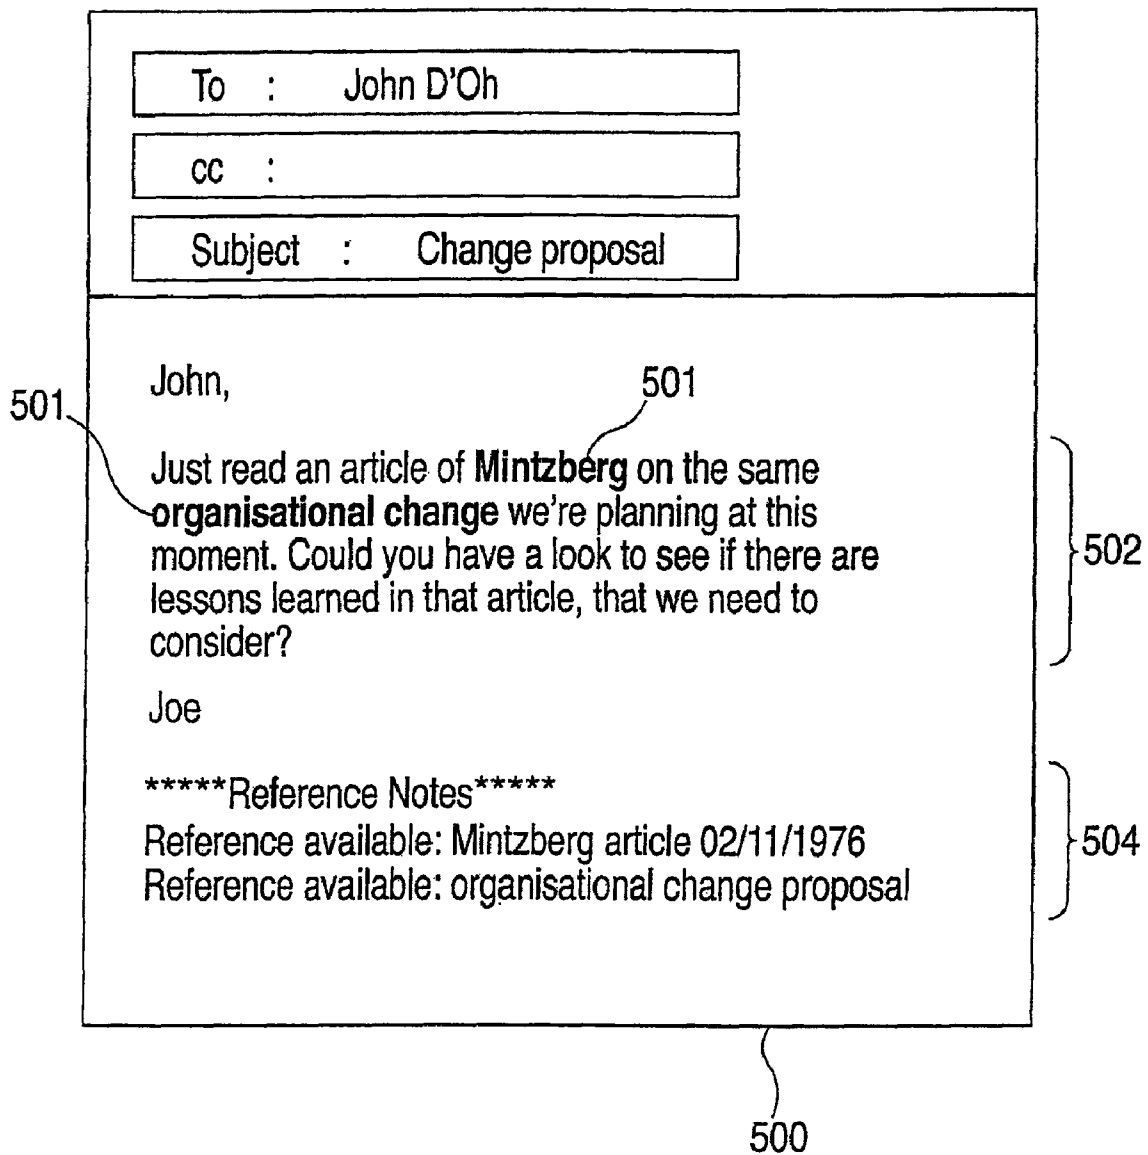 To : John D'Oh
cc :
Subject : Change proposal
John,
501
501
Just read an article of Mintzberg on the same
organisational change we're planning at this
moment. Could you have a look to see if there are
lessons learned in that article, that we need to
consider?
502
Joe
*****Reference Notes*****
Reference available: Mintzberg article 02/11/1976
Reference available: organisational change proposal
504
500